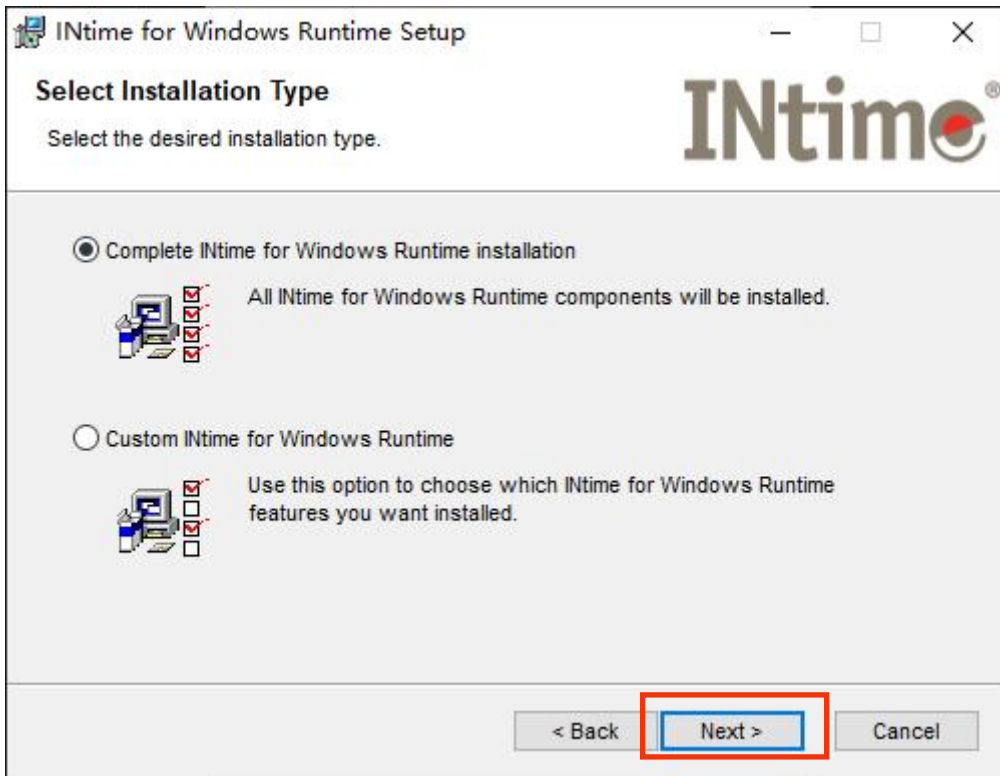 INtime for Windows Runtime Setup
Select Installation Type
Select the desired installation type.
INtime®
Complete INtime for Windows Runtime installation
All INtime for Windows Runtime components will be installed.
Custom INtime for Windows Runtime
Use this option to choose which INtime for Windows Runtime
features you want installed.
< Back
Next >
Cancel